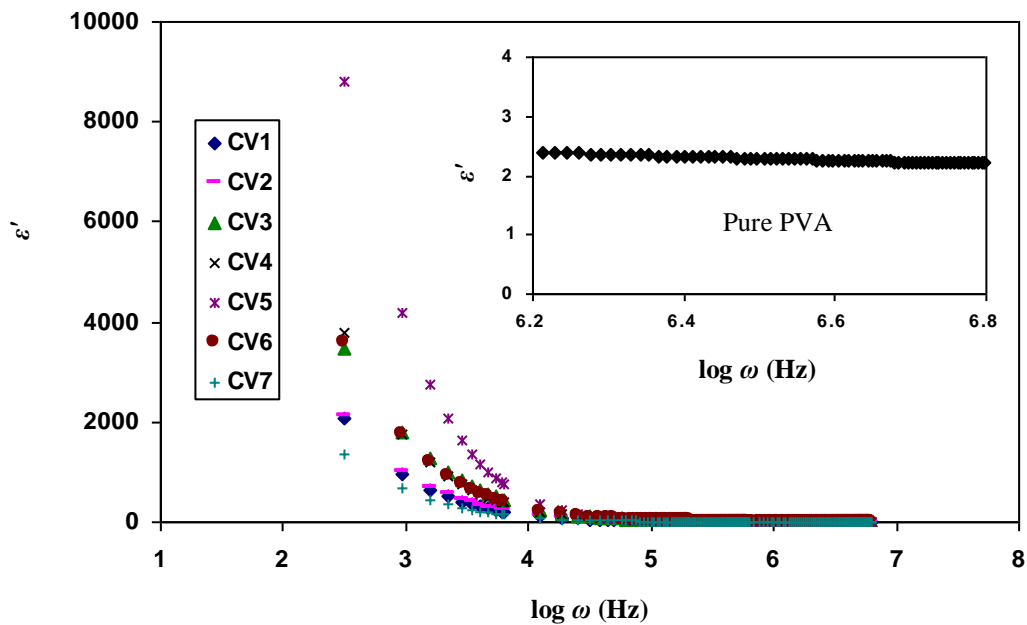 10000
8000
6000
4000
2000
0
ε'
1 2 3 4 5 6 7 8
log ω (Hz)
CV1
CV2
CV3
CV4
CV5
CV6
CV7
4
3
2
1
0
ε'
Pure PVA
6.2 6.4 6.6 6.8
log ω (Hz)